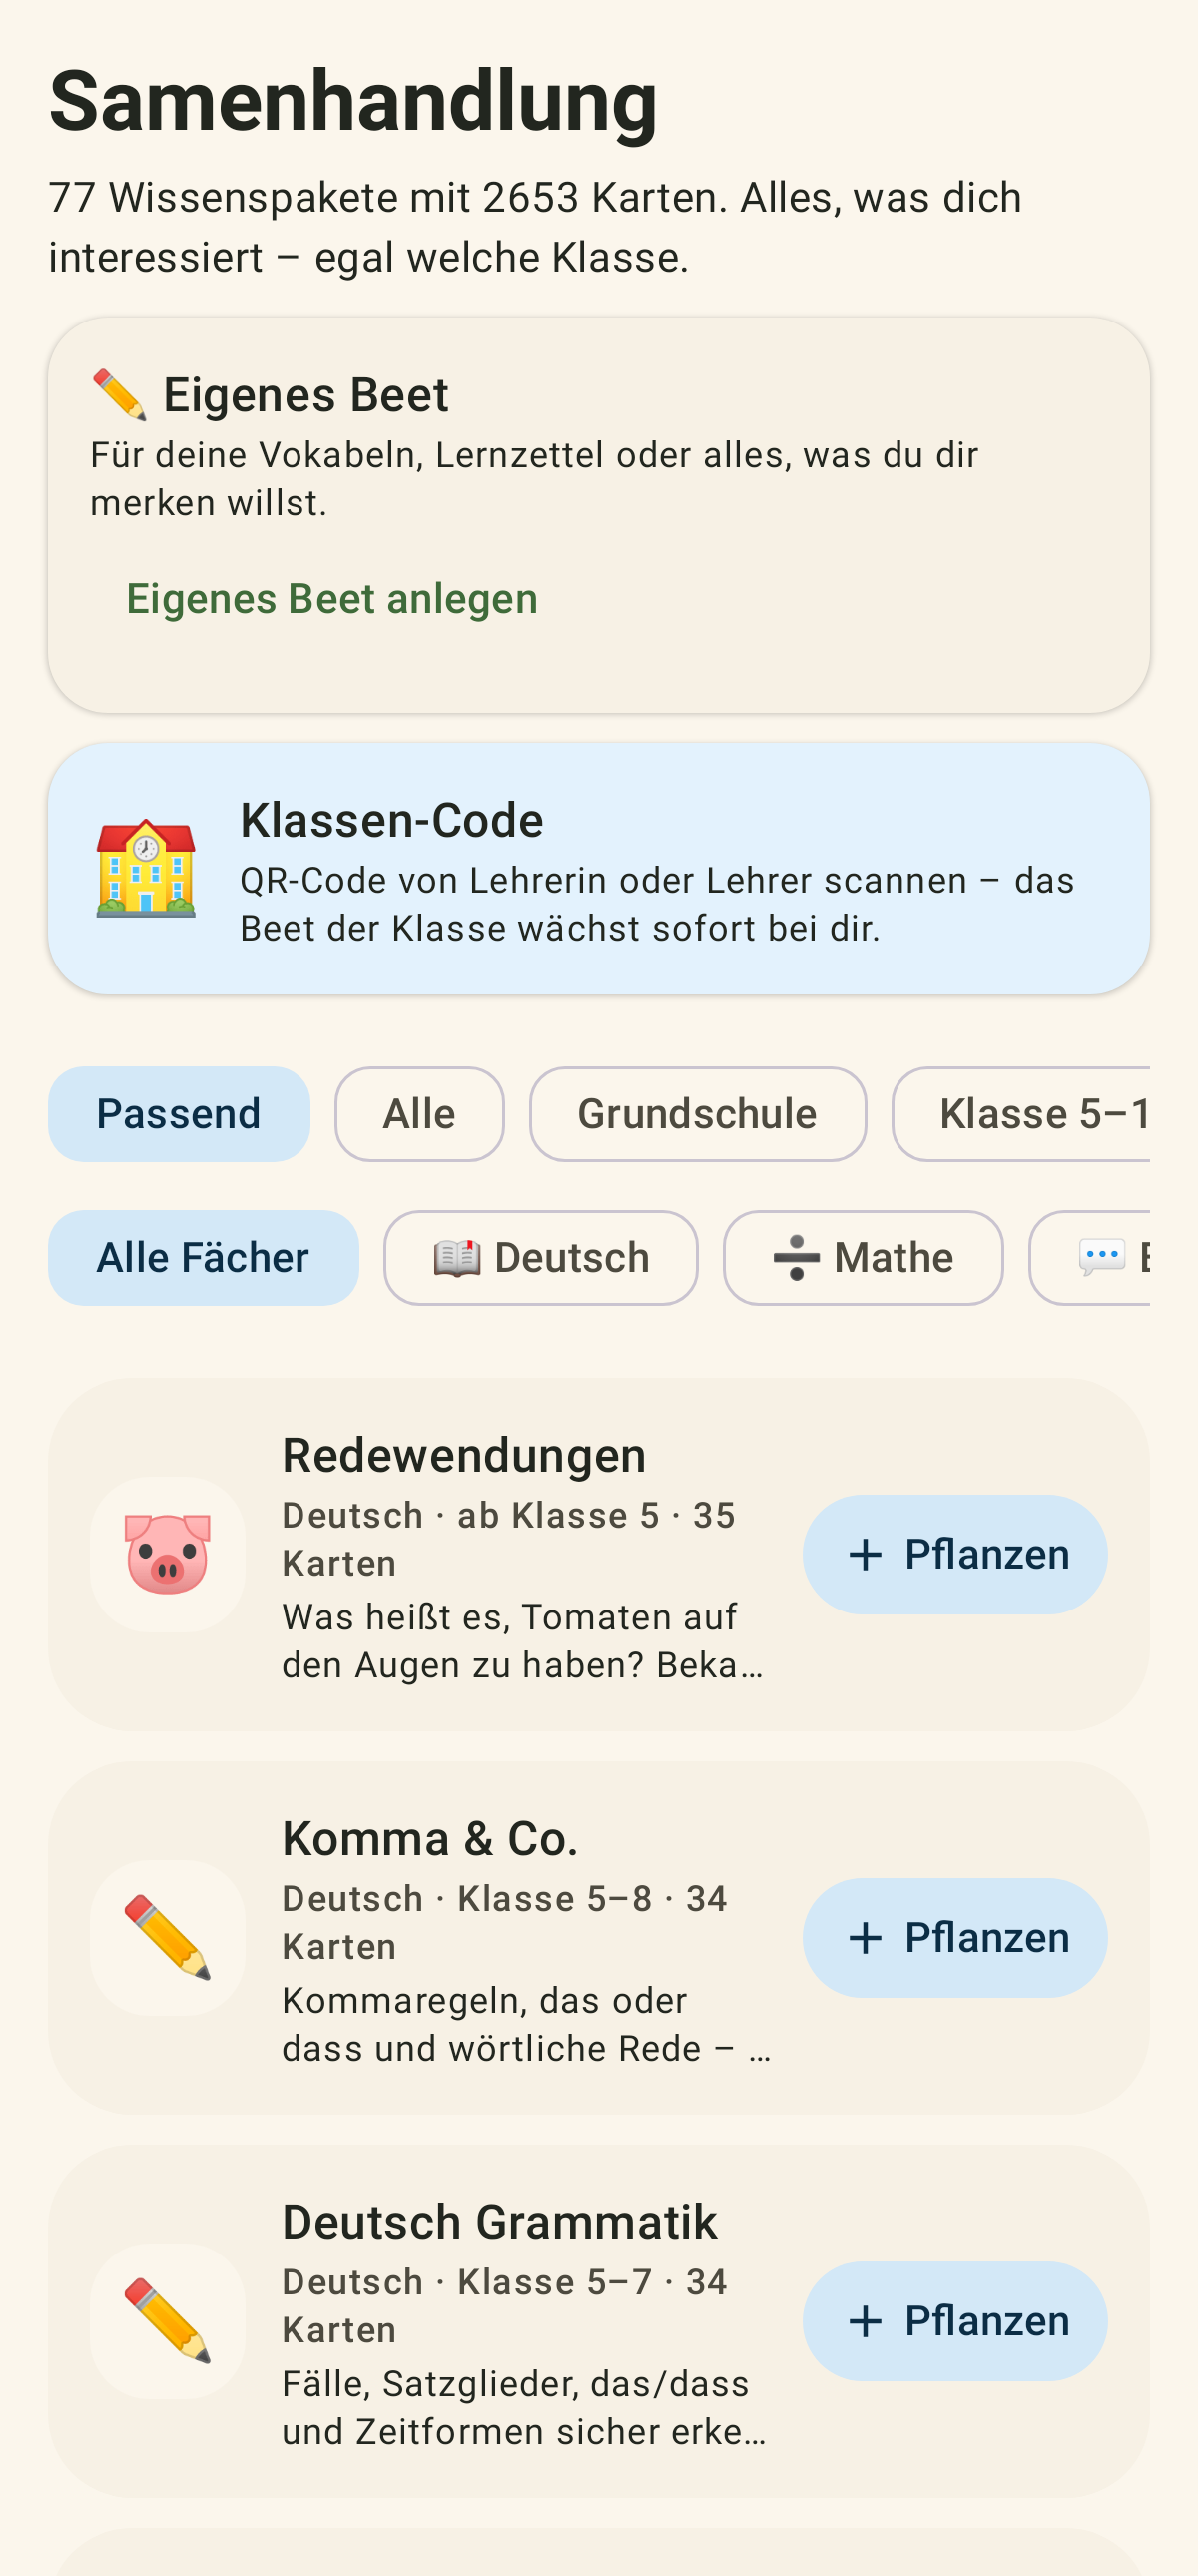 Samenhandlung
77 Wissenspakete mit 2653 Karten. Alles, was dich
interessiert – egal welche Klasse.
✏️ Eigenes Beet
Für deine Vokabeln, Lernzettel oder alles, was du dir
merken willst.
Eigenes Beet anlegen
Klassen-Code
QR-Code von Lehrerin oder Lehrer scannen – das
Beet der Klasse wächst sofort bei dir.
Passend
Alle
Grundschule
Klasse 5–1
Alle Fächer
Deutsch
Mathe
Redewendungen
Deutsch · ab Klasse 5 · 35
Karten
Was heißt es, Tomaten auf
den Augen zu haben? Beka…
+ Pflanzen
Komma & Co.
Deutsch · Klasse 5–8 · 34
Karten
Kommaregeln, das oder
dass und wörtliche Rede – …
+ Pflanzen
Deutsch Grammatik
Deutsch · Klasse 5–7 · 34
Karten
Fälle, Satzglieder, das/dass
und Zeitformen sicher erke…
+ Pflanzen